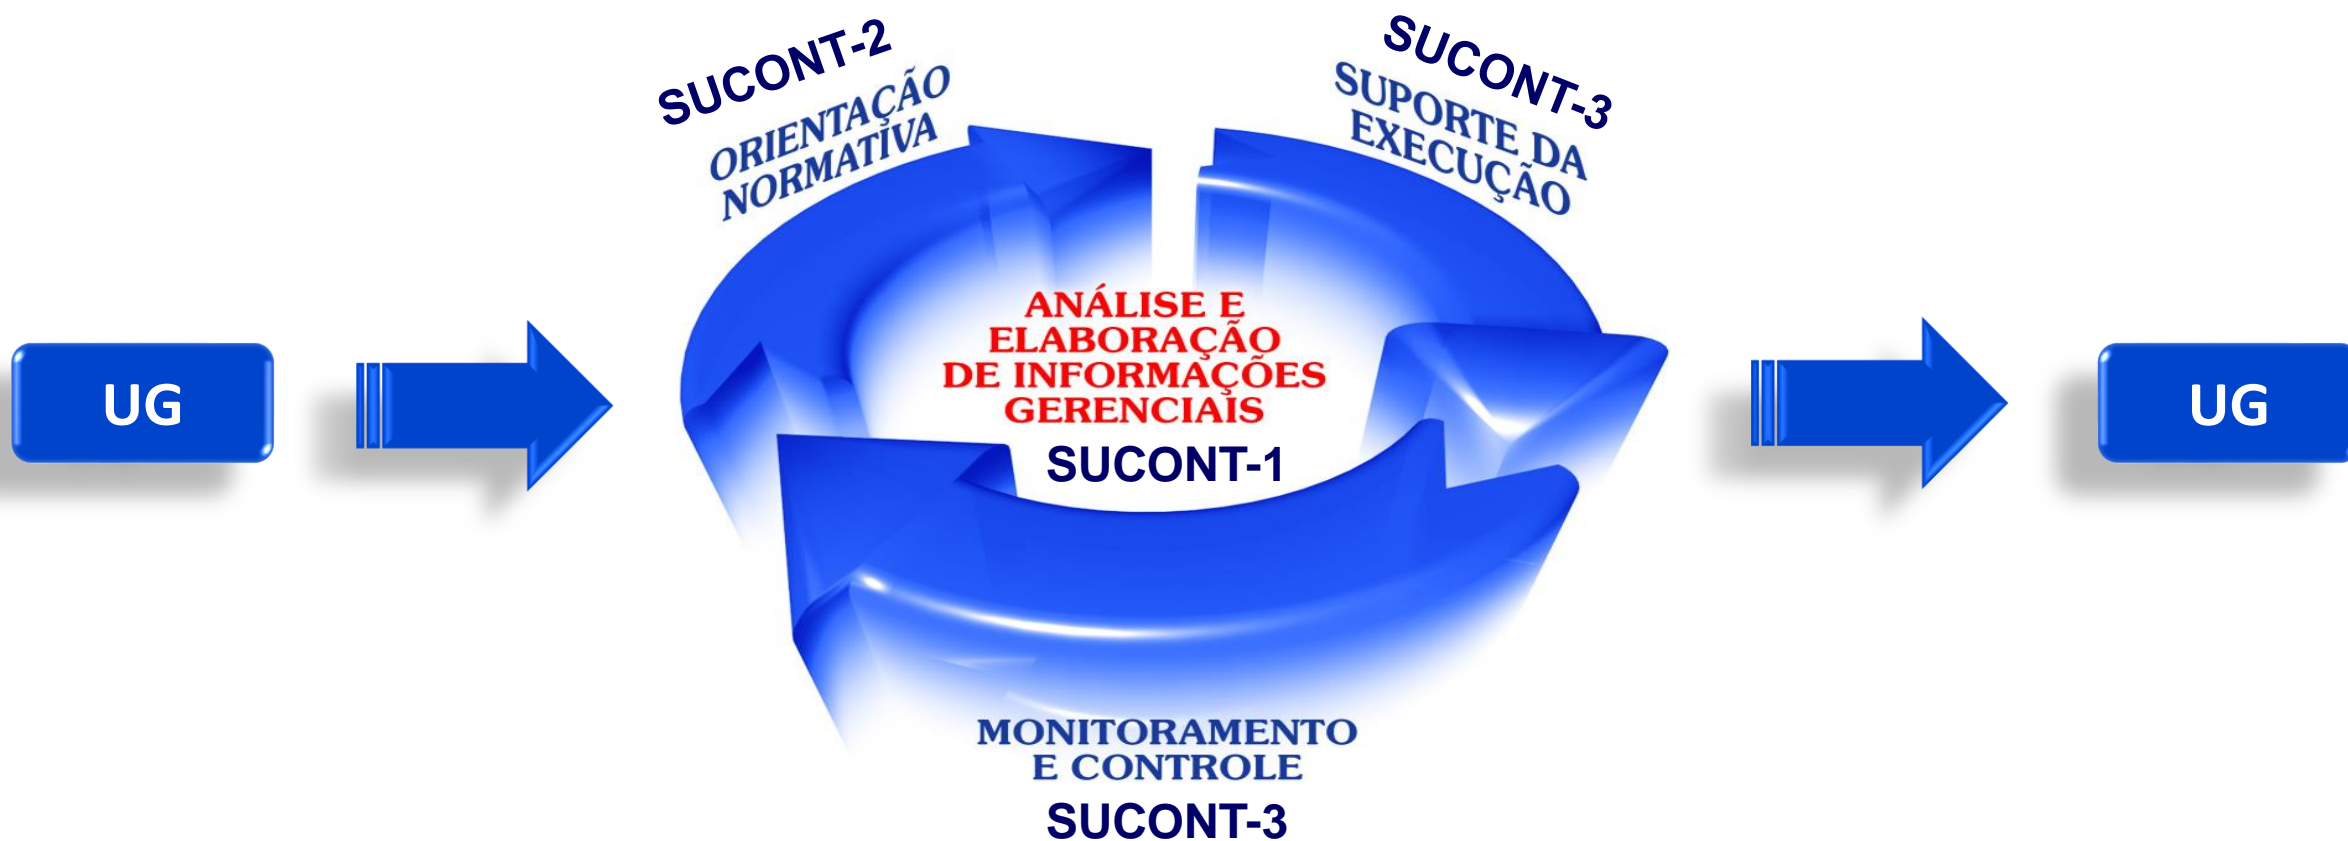 SUCONT-2
ORIENTAÇÃO
NORMATIVA
SUCONT-3
SUPORTE DA
EXECUÇÃO
UG
ANÁLISE E
ELABORAÇÃO
DE INFORMAÇÕES
GERENCIAIS
SUCONT-1
UG
MONITORAMENTO
E CONTROLE
SUCONT-3